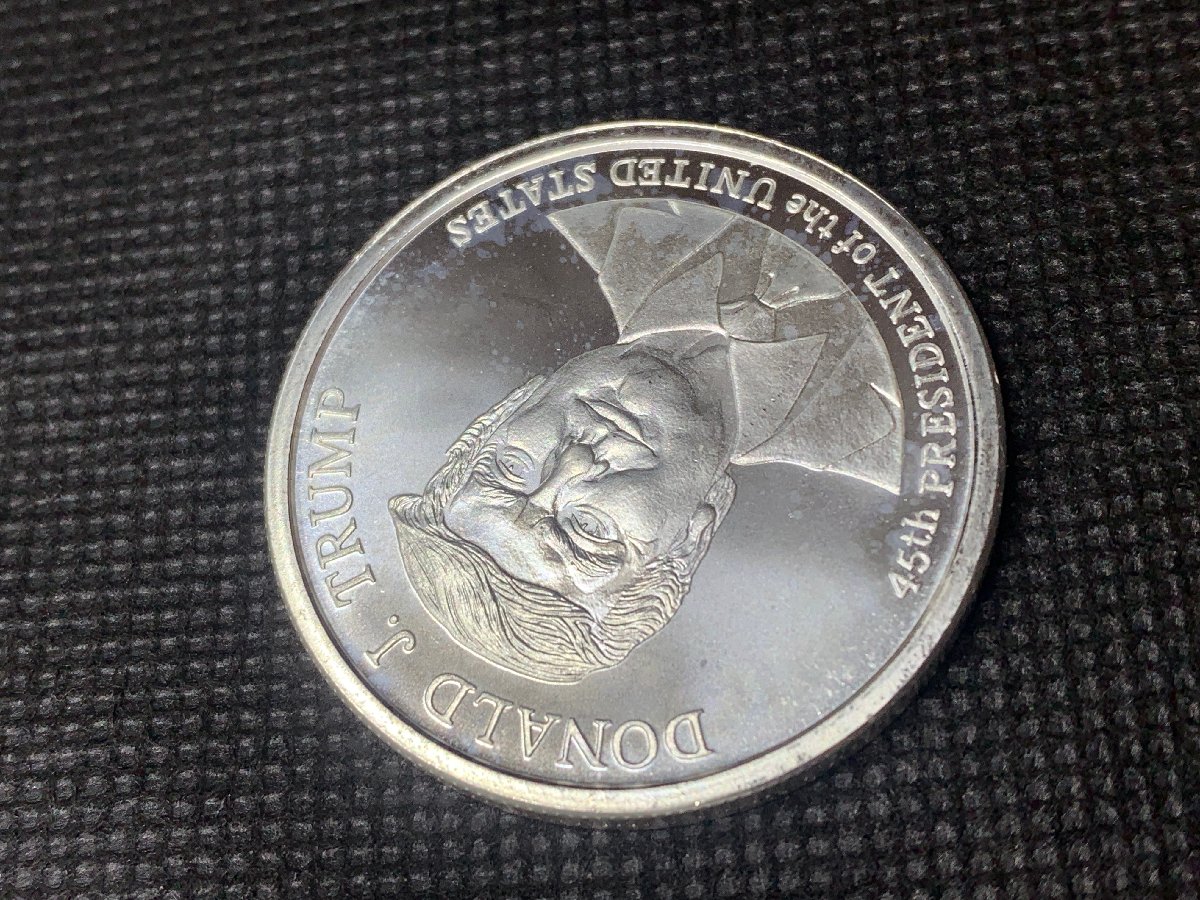 DONALD J. TRUMP
45th PRESIDENT of the UNITED STATES